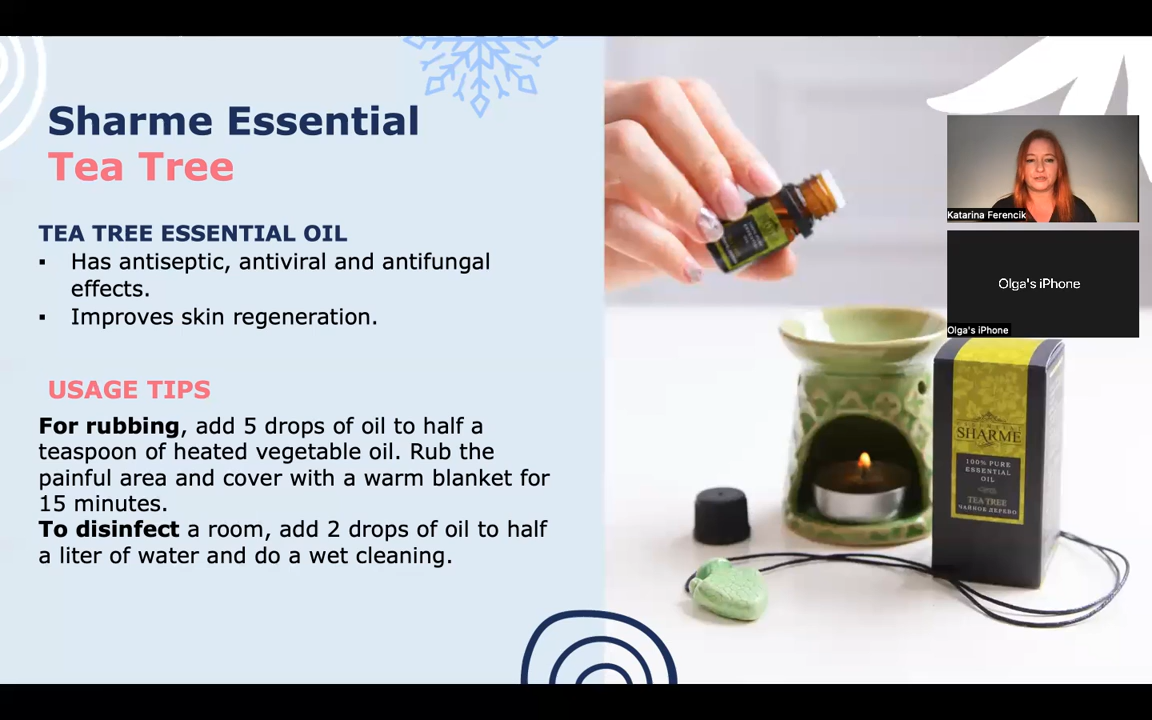 Sharme Essential
Tea Tree
TEA TREE ESSENTIAL OIL
▪ Has antiseptic, antiviral and antifungal
effects.
▪ Improves skin regeneration.
USAGE TIPS
For rubbing, add 5 drops of oil to half a
teaspoon of heated vegetable oil. Rub the
painful area and cover with a warm blanket for
15 minutes.
To disinfect a room, add 2 drops of oil to half
a liter of water and do a wet cleaning.
Katarina Ferencik
Olga's iPhone
Olga's iPhone
SHARME
100% PURE
ESSENTIAL
OIL
TEA TREE
ЧАЙНОЕ ДЕРЕВО